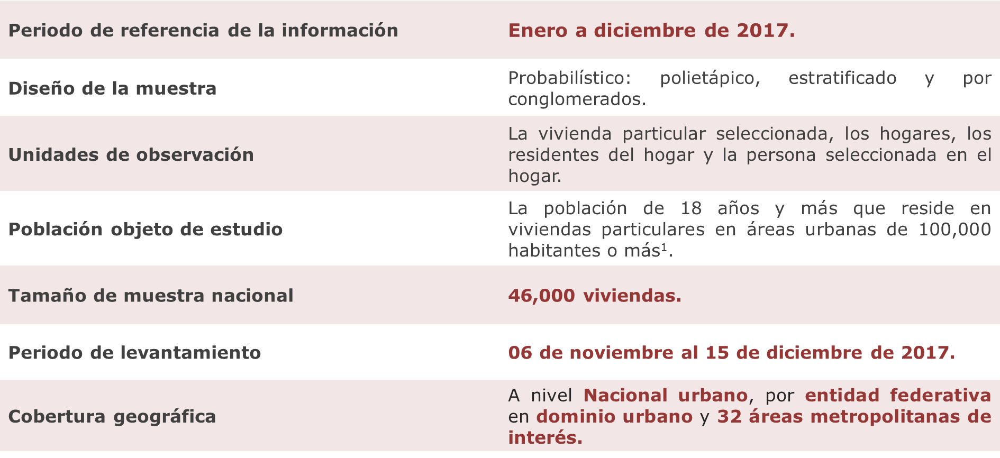 Periodo de referencia de la información
Enero a diciembre de 2017.
Diseño de la muestra
Probabilístico: polietápico, estratificado y por
conglomerados.
Unidades de observación
La vivienda particular seleccionada, los hogares, los
residentes del hogar y la persona seleccionada en el
hogar.
Población objeto de estudio
La población de 18 años y más que reside en
viviendas particulares en áreas urbanas de 100,000
habitantes o más¹.
Tamaño de muestra nacional
46,000 viviendas.
Periodo de levantamiento
06 de noviembre al 15 de diciembre de 2017.
Cobertura geográfica
A nivel Nacional urbano, por entidad federativa
en dominio urbano y 32 áreas metropolitanas de
interés.